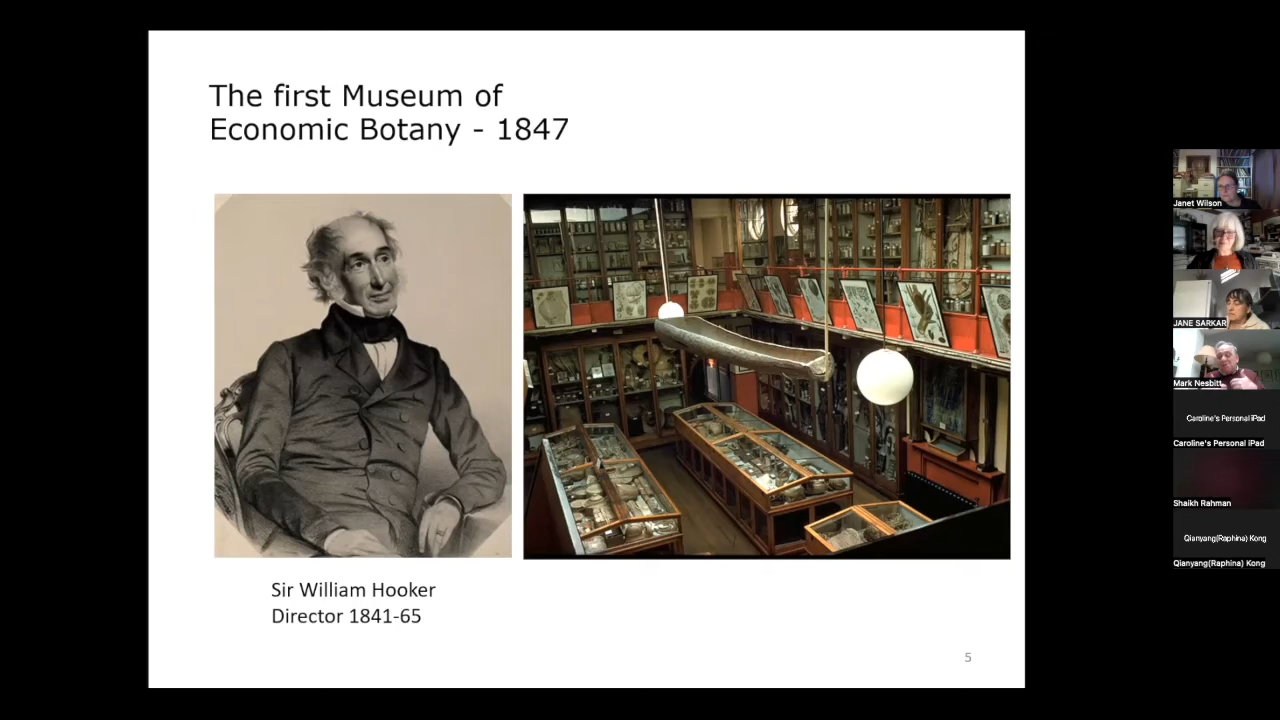 The first Museum of
Economic Botany - 1847
Sir William Hooker
Director 1841-65
5
Janet Wilson
JANE SARKAR
Mark Nesbitt
Caroline's Personal iPad
Caroline's Personal iPad
Shaikh Rahman
Qianyang(Raphina) Kong
Qianyang(Raphina) Kong